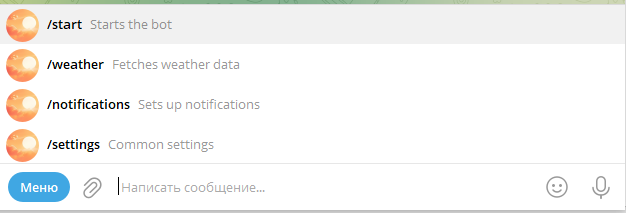 /start Starts the bot
/weather Fetches weather data
/notifications Sets up notifications
/settings Common settings
Меню Написать сообщение...